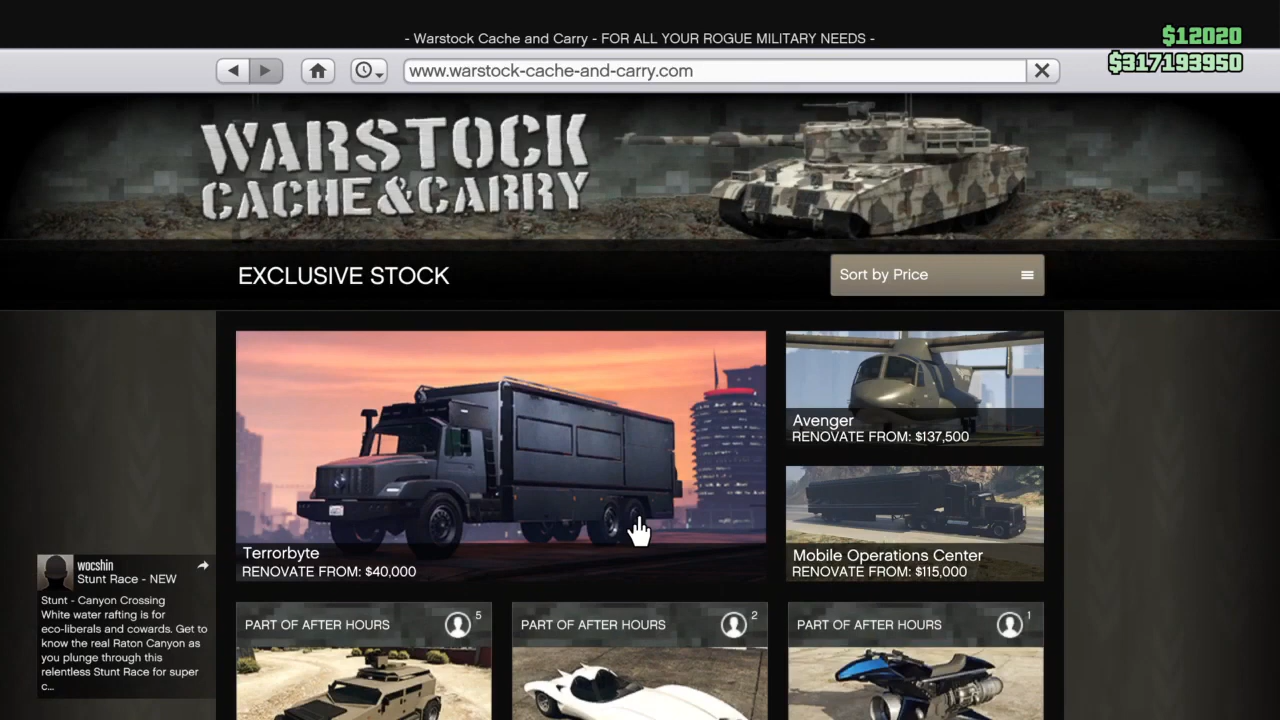 - Warstock Cache and Carry - FOR ALL YOUR ROGUE MILITARY NEEDS -
$12020
$317193950
www.warstock-cache-and-carry.com
WARSTOCK
CACHE&CARRY
EXCLUSIVE STOCK
Sort by Price
Terrorbyte
RENOVATE FROM: $40,000
Avenger
RENOVATE FROM: $137,500
Mobile Operations Center
RENOVATE FROM: $115,000
wocshin
Stunt Race - NEW
Stunt - Canyon Crossing
White water rafting is for
eco-liberals and cowards. Get to
know the real Raton Canyon as
you plunge through this
relentless Stunt Race for super
c...
PART OF AFTER HOURS 5
PART OF AFTER HOURS 2
PART OF AFTER HOURS 1